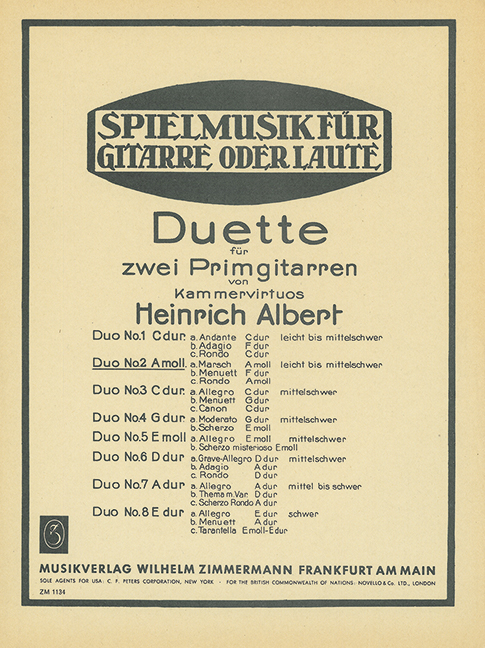 SPIELMUSIK FÜR
GITARRE ODER LAUTE
Duette
für
zwei Primgitarren
von
Kammervirtuos
Heinrich Albert
Duo No.1 C dur. a. Andante C dur leicht bis mittelschwer
b. Adagio F dur
c. Rondo C dur
Duo No.2 A moll. a. Marsch A moll leicht bis mittelschwer
b. Menuett F dur
c. Rondo A moll
Duo No.3 C dur. a. Allegro C dur mittelschwer
b. Menuett G dur
c. Canon C dur
Duo No.4 G dur a. Moderato G dur mittelschwer
b. Scherzo E moll
Duo No.5 E moll a. Allegro E moll mittelschwer
b. Scherzo misterioso E moll
Duo No.6 D dur a. Grave-Allegro D dur mittelschwer
b. Adagio A dur
c. Rondo D dur
Duo No.7 A dur a. Allegro A dur mittel bis schwer
b. Thema m. Var. D dur
c. Scherzo Rondo A dur
Duo No.8 E dur a. Allegro E dur schwer
b. Menuett A dur
c. Tarantella E moll-E dur
MUSIKVERLAG WILHELM ZIMMERMANN FRANKFURT AM MAIN
SOLE AGENTS FOR USA: C. F. PETERS CORPORATION, NEW YORK · FOR THE BRITISH COMMONWEALTH OF NATIONS: NOVELLO & Co. LTD., LONDON
ZM 1134